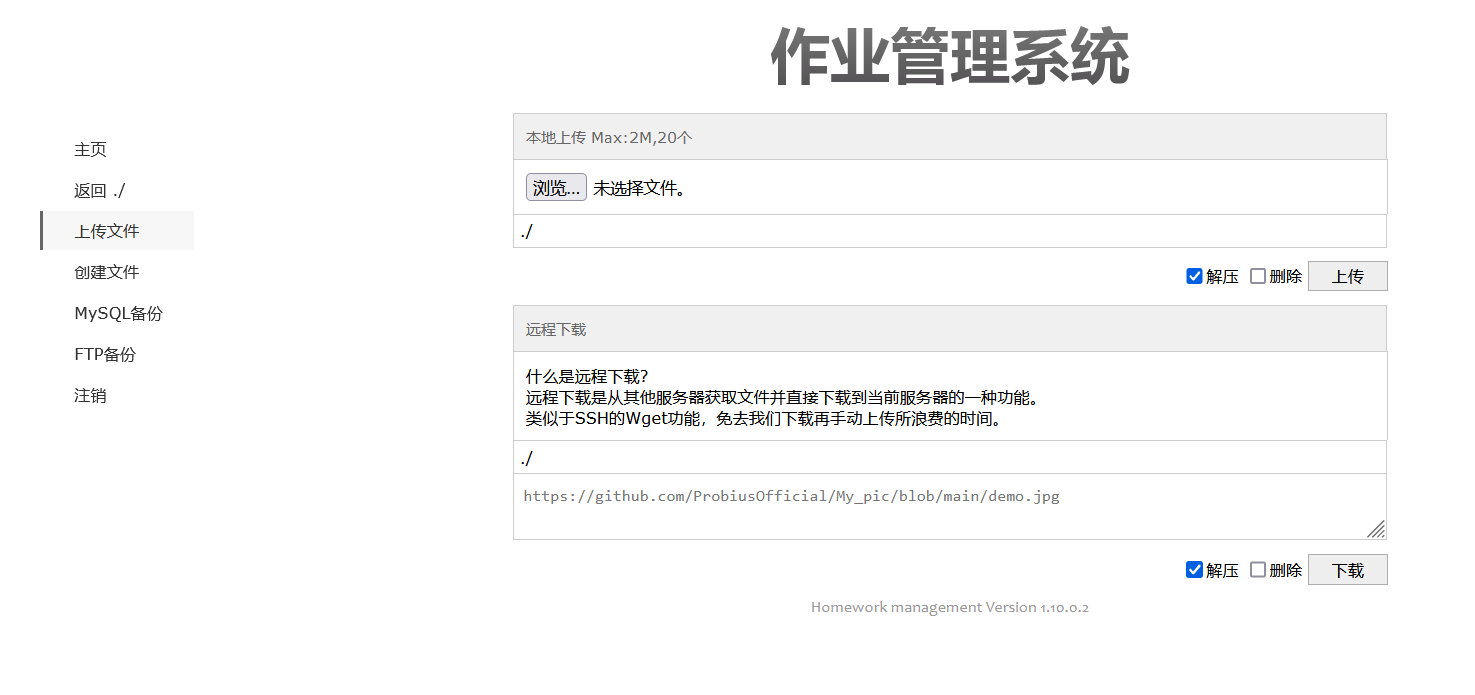 作业管理系统
主页
返回 ./
上传文件
创建文件
MySQL备份
FTP备份
注销
本地上传 Max:2M,20个
浏览... 未选择文件。
./
解压 删除 上传
远程下载
什么是远程下载?
远程下载是从其他服务器获取文件并直接下载到当前服务器的一种功能。
类似于SSH的Wget功能，免去我们下载再手动上传所浪费的时间。
./
https://github.com/ProbiusOfficial/My_pic/blob/main/demo.jpg
解压 删除 下载
Homework management Version 1.10.0.2